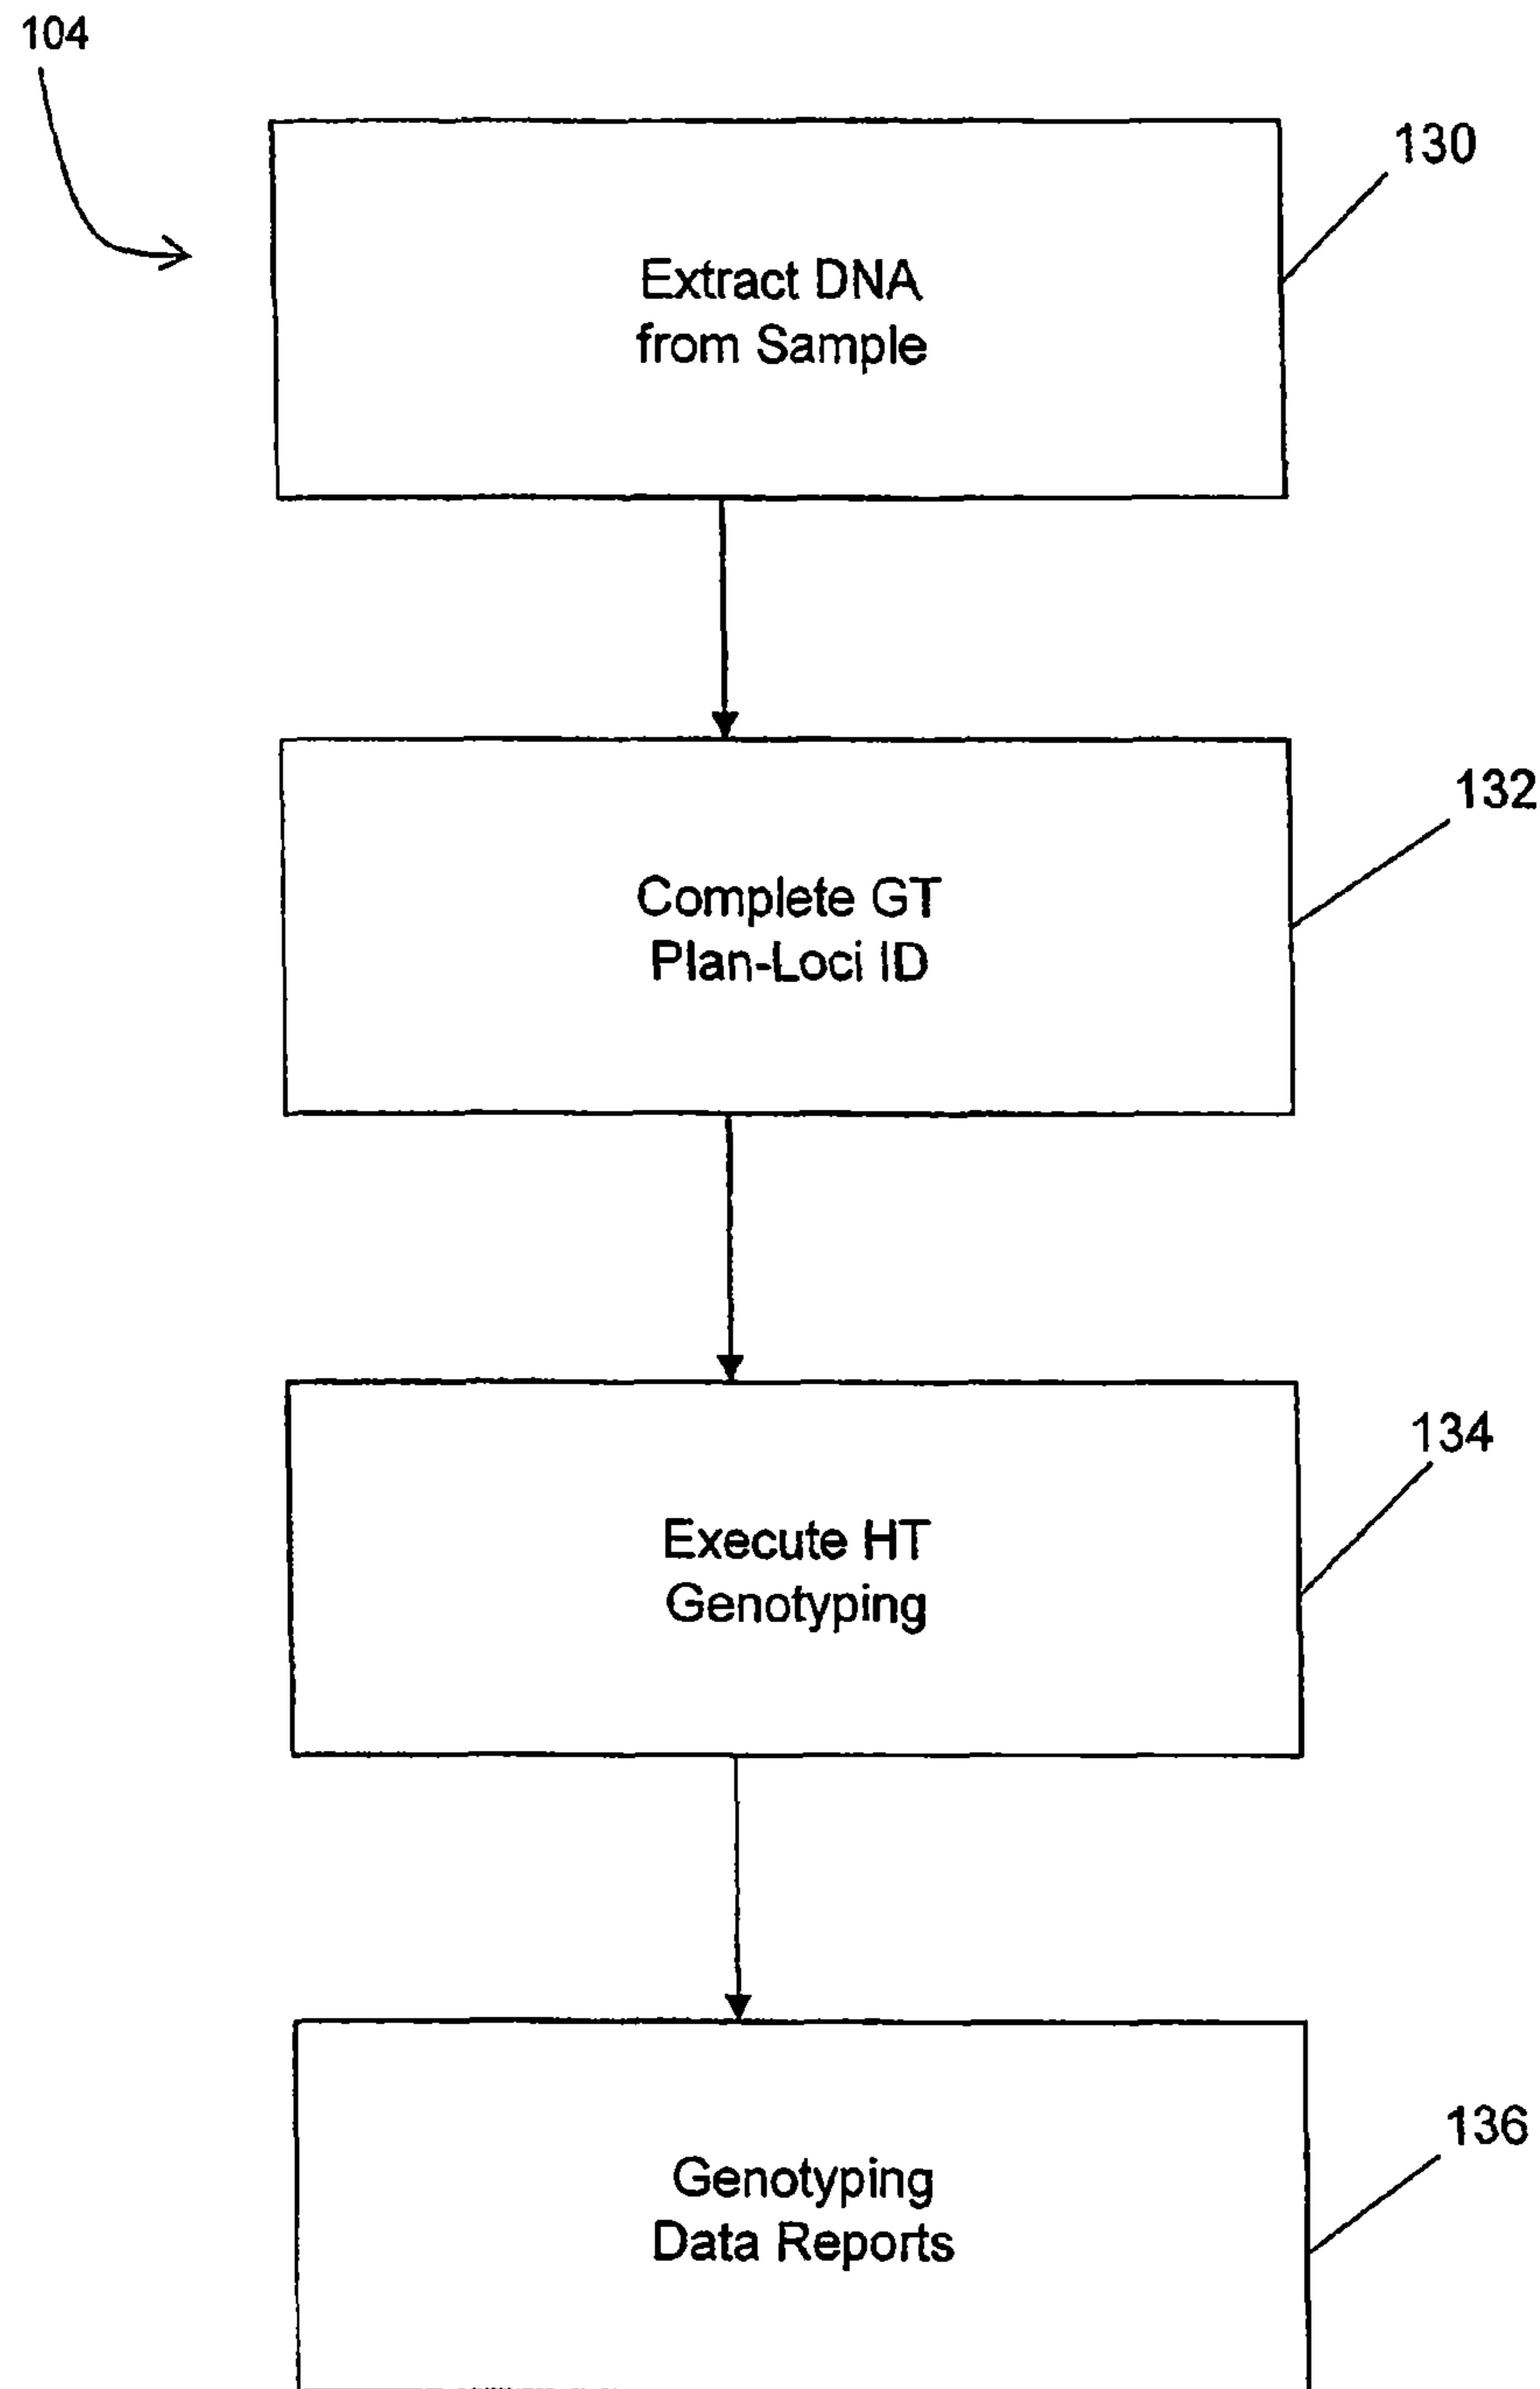 104
130
Extract DNA
from Sample
132
Complete GT
Plan-Loci ID
134
Execute HT
Genotyping
136
Genotyping
Data Reports